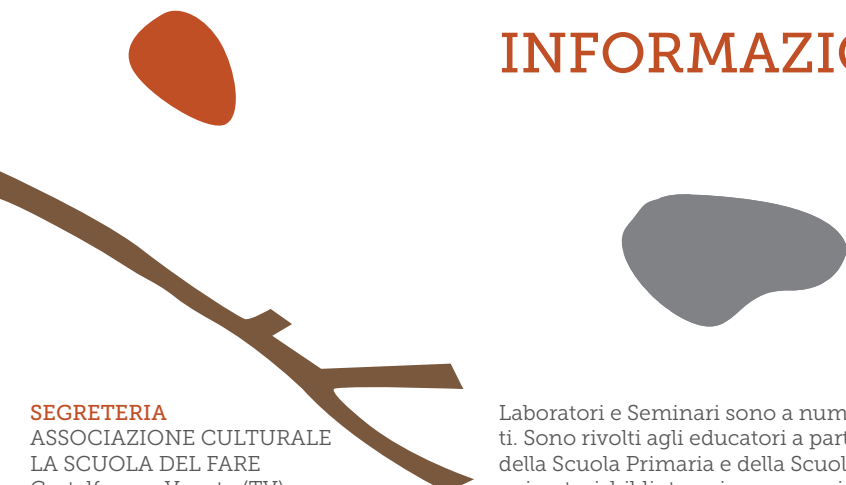 INFORMAZIO
SEGRETERIA
ASSOCIAZIONE CULTURALE
LA SCUOLA DEL FARE
Laboratori e Seminari sono a num
ti. Sono rivolti agli educatori a part
della Scuola Primaria e della Scuol